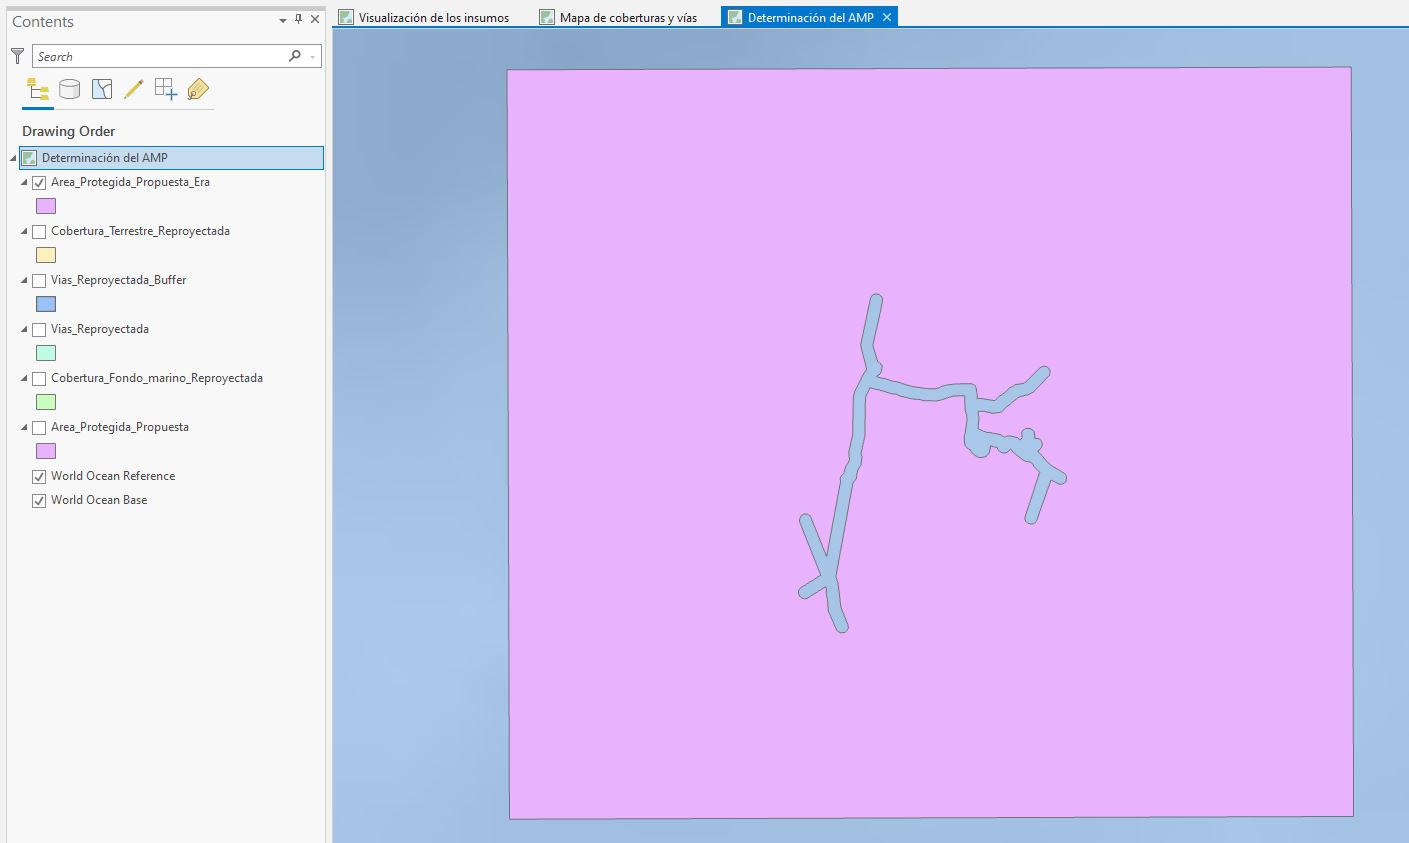 Contents
Search
Drawing Order
Determinación del AMP
Area_Protegida_Propuesta_Era
Cobertura_Terrestre_Reproyectada
Vias_Reproyectada_Buffer
Vias_Reproyectada
Cobertura_Fondo_marino_Reproyectada
Area_Protegida_Propuesta
World Ocean Reference
World Ocean Base
Visualización de los insumos
Mapa de coberturas y vías
Determinación del AMP